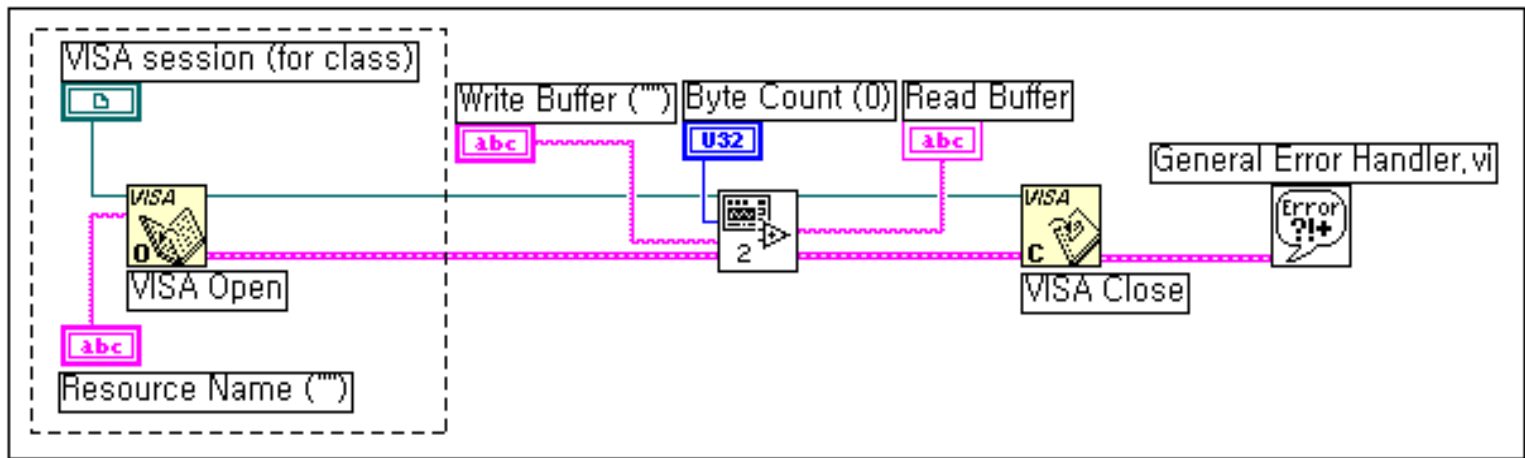 VISA session (for class)
Write Buffer ("")
Byte Count (0)
Read Buffer
abc
U32
abc
General Error Handler.vi
VISA
O
VISA Open
2
VISA
C
VISA Close
Error
?!+
abc
Resource Name ("")